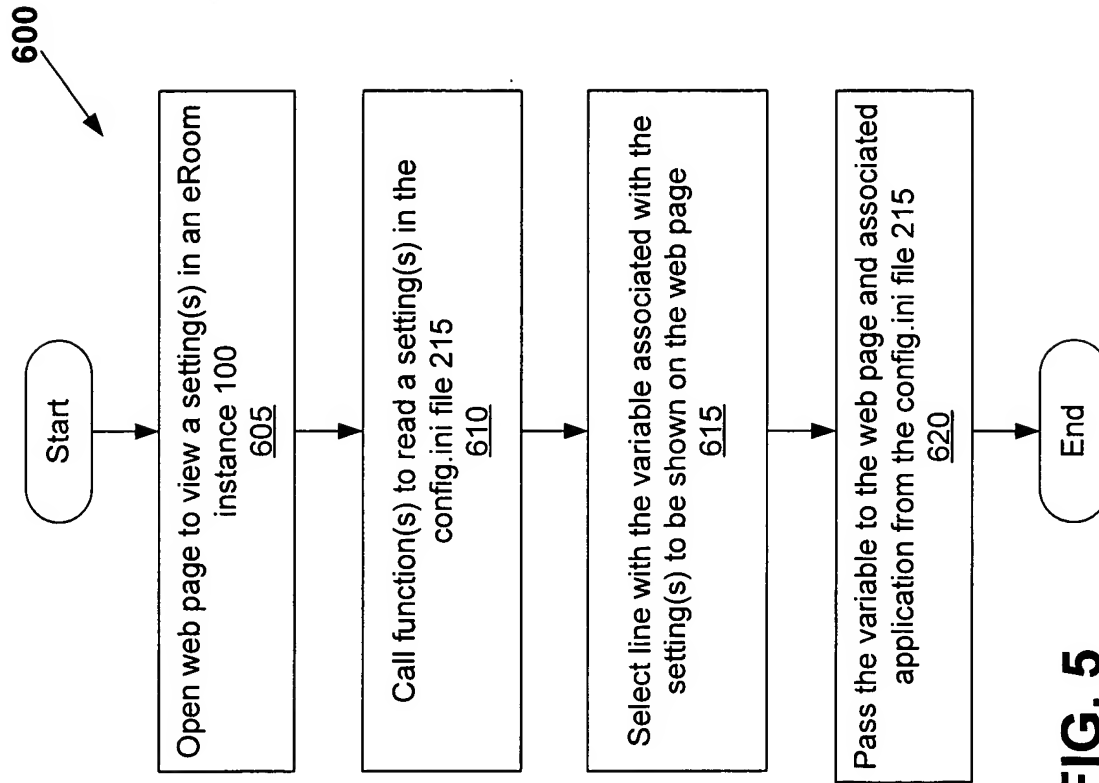 600
Start
Open web page to view a setting(s) in an eRoom
instance 100
605
Call function(s) to read a setting(s) in the
config.ini file 215
610
Select line with the variable associated with the
setting(s) to be shown on the web page
615
Pass the variable to the web page and associated
application from the config.ini file 215
620
End
FIG. 5